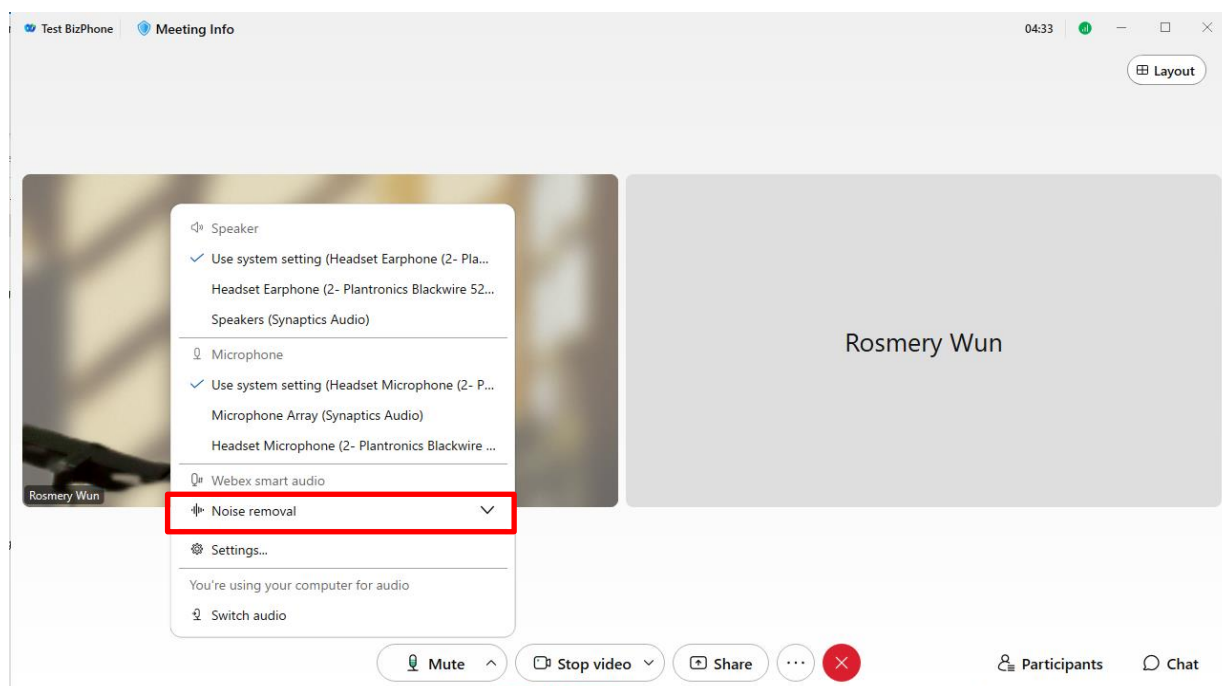 Test BizPhone
Meeting Info
04:33
Layout
Speaker
Use system setting (Headset Earphone (2- Pla...
Headset Earphone (2- Plantronics Blackwire 52...
Speakers (Synaptics Audio)
Microphone
Use system setting (Headset Microphone (2- P...
Microphone Array (Synaptics Audio)
Headset Microphone (2- Plantronics Blackwire ...
Webex smart audio
Noise removal
Settings...
You're using your computer for audio
Switch audio
Rosmery Wun
Rosmery Wun
Mute
Stop video
Share
Participants
Chat